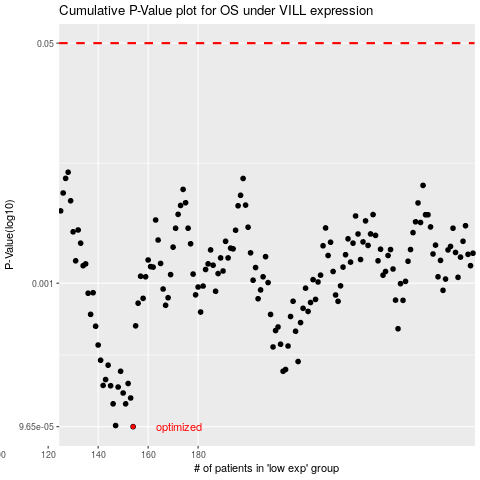 Cumulative P-Value plot for OS under VILL expression
0.05
P-Value(log10)
0.001
9.65e-05
optimized
00 120 140 160 180
# of patients in 'low exp' group